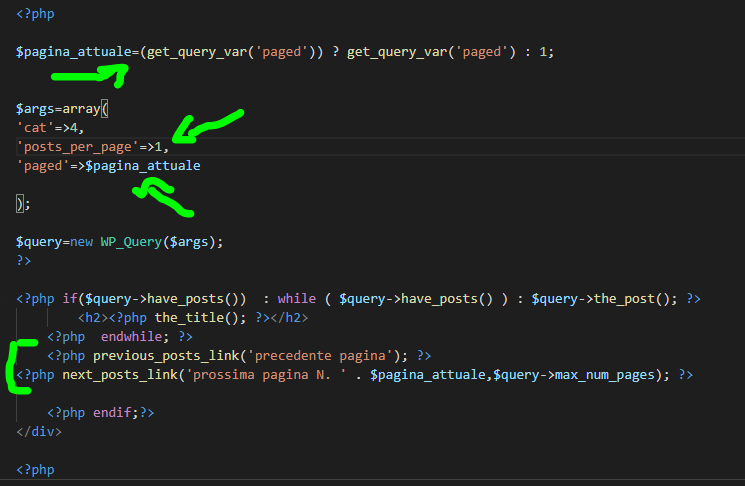 <?php
$pagina_attuale=(get_query_var('paged')) ? get_query_var('paged') : 1;
$args=array(
'cat'=>4,
'posts_per_page'=>1,
'paged'=>$pagina_attuale
);
$query=new WP_Query($args);
?>
<?php if($query->have_posts())  : while ( $query->have_posts() ) : $query->the_post(); ?>
<h2><?php the_title(); ?></h2>
<?php  endwhile; ?>
<?php previous_posts_link('precedente pagina'); ?>
<?php next_posts_link('prossima pagina N. ' . $pagina_attuale,$query->max_num_pages); ?>
<?php endif;?>
</div>
<?php